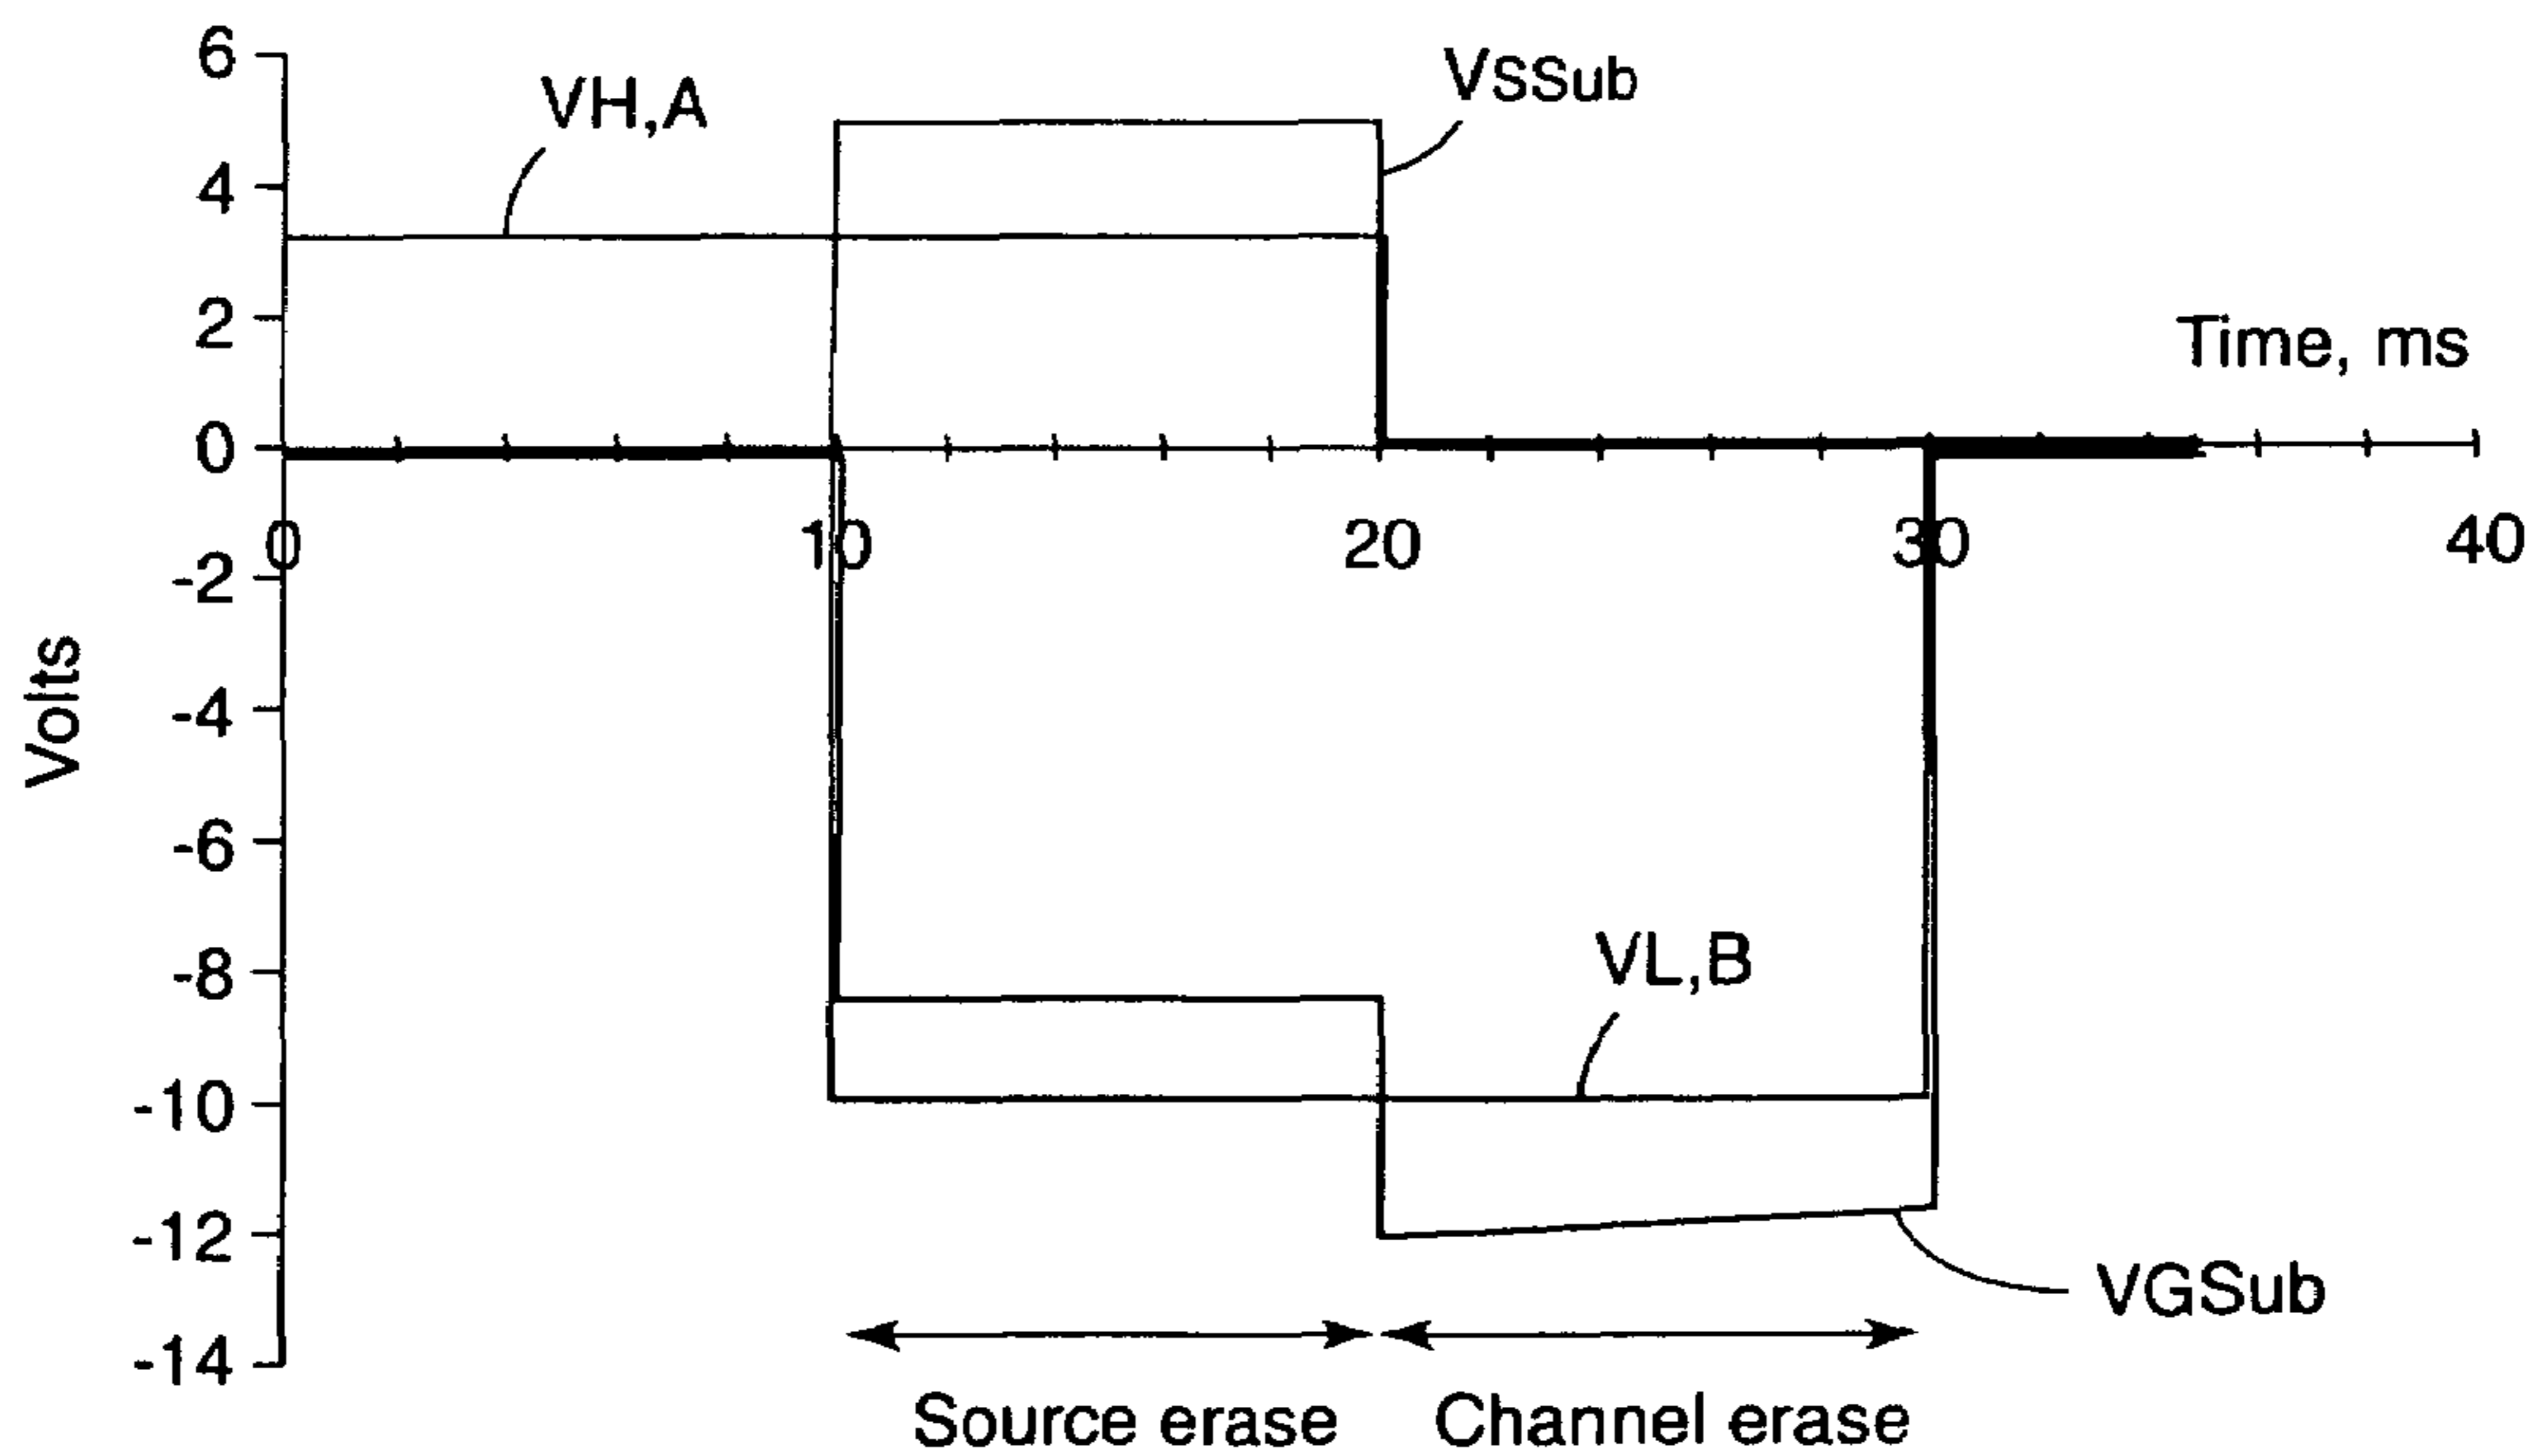 6
VH,A
VSSub
4
2
Time, ms
0
0
10
20
30
40
-2
Volts
-4
-6
-8
VL,B
-10
-12
VGSub
-14
Source erase
Channel erase